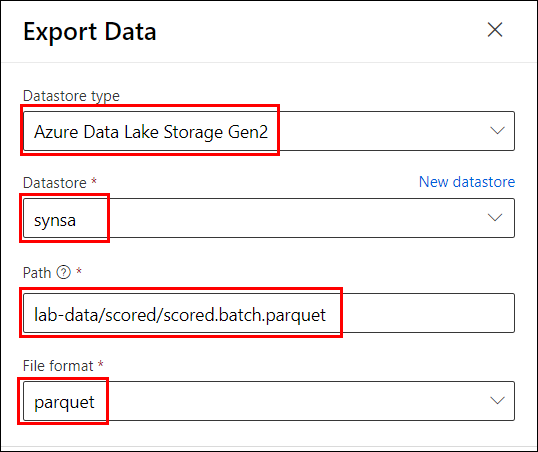 Export Data
Datastore type
Azure Data Lake Storage Gen2
Datastore * New datastore
synsa
Path ? *
lab-data/scored/scored.batch.parquet
File format *
parquet